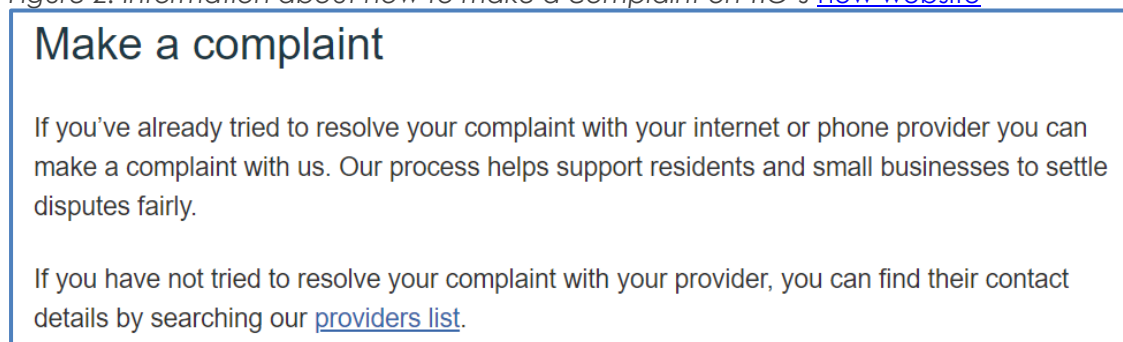 Make a complaint
If you’ve already tried to resolve your complaint with your internet or phone provider you can
make a complaint with us. Our process helps support residents and small businesses to settle
disputes fairly.
If you have not tried to resolve your complaint with your provider, you can find their contact
details by searching our providers list.